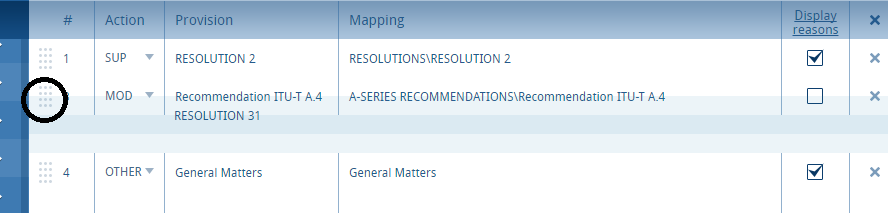 # Action Provision Mapping Display reasons ×
1 SUP RESOLUTION 2 RESOLUTIONS\RESOLUTION 2 ×
MOD Recommendation ITU-T A.4 A-SERIES RECOMMENDATIONS\Recommendation ITU-T A.4 ×
RESOLUTION 31
4 OTHER General Matters General Matters ×